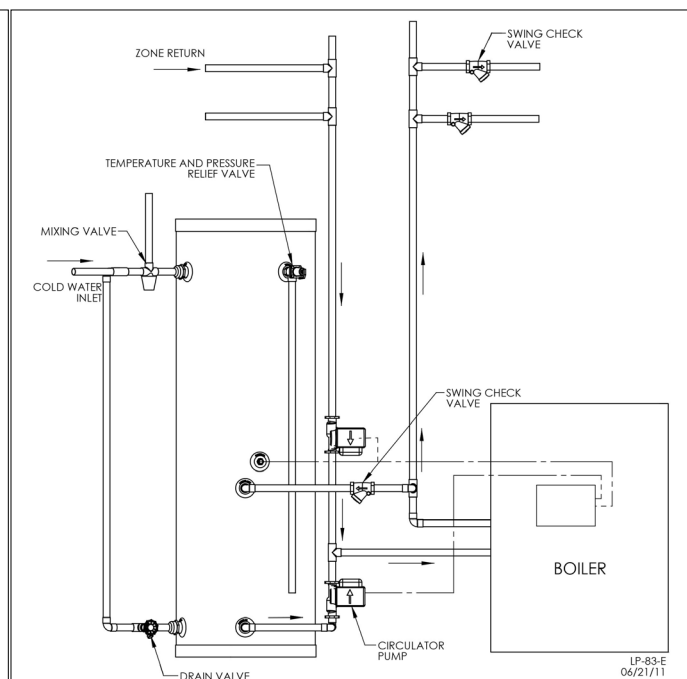 SWING CHECK
VALVE
ZONE RETURN
TEMPERATURE AND PRESSURE
RELIEF VALVE
MIXING VALVE
COLD WATER
INLET
SWING CHECK
VALVE
BOILER
CIRCULATOR
PUMP
DRAIN VALVE
LP-83-E
06/21/11